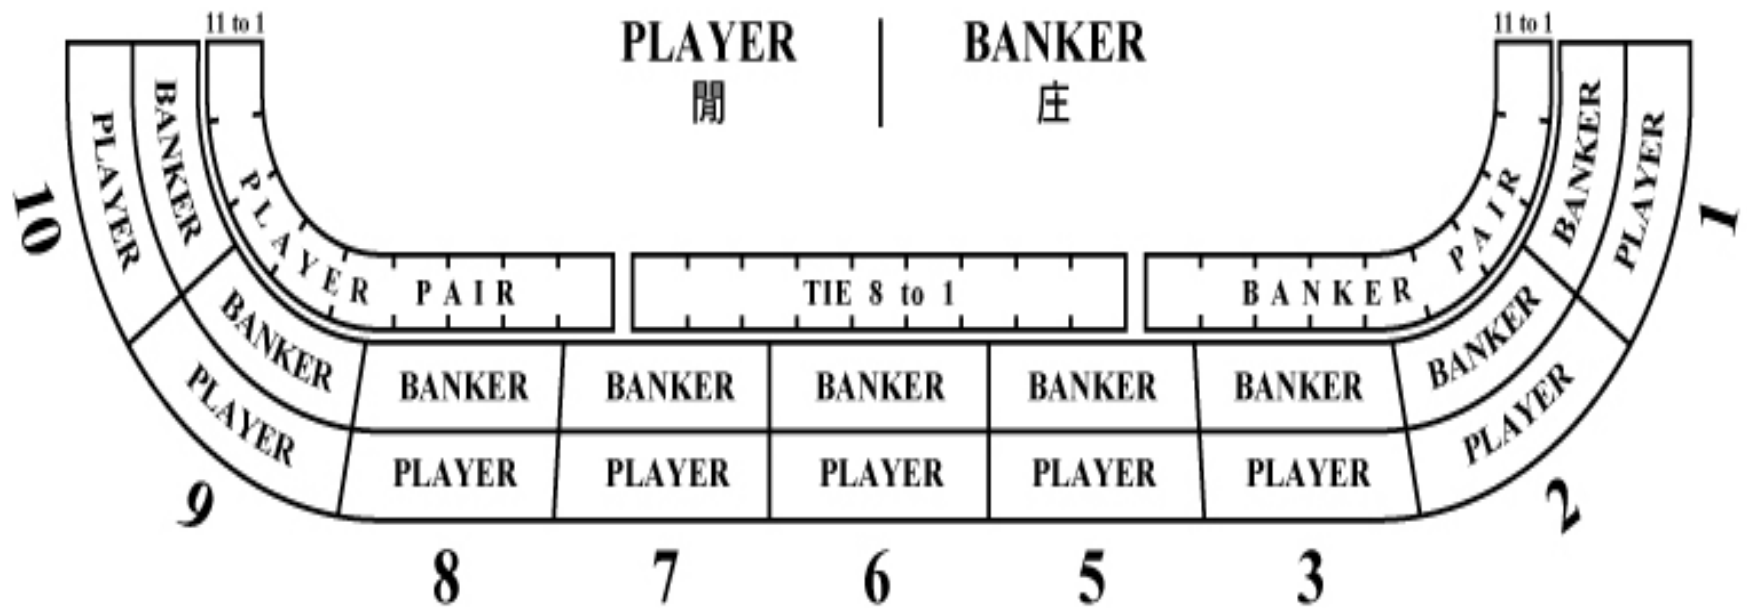 11 to 1
PLAYER
BANKER
11 to 1
閒
庄
PLAYER
BANKER
BANKER
PLAYER
10
1
PLAYER PAIR
TIE 8 to 1
BANKER PAIR
BANKER
BANKER
BANKER
BANKER
BANKER
BANKER
BANKER
PLAYER
PLAYER
PLAYER
PLAYER
PLAYER
PLAYER
PLAYER
9
8
7
6
5
3
2